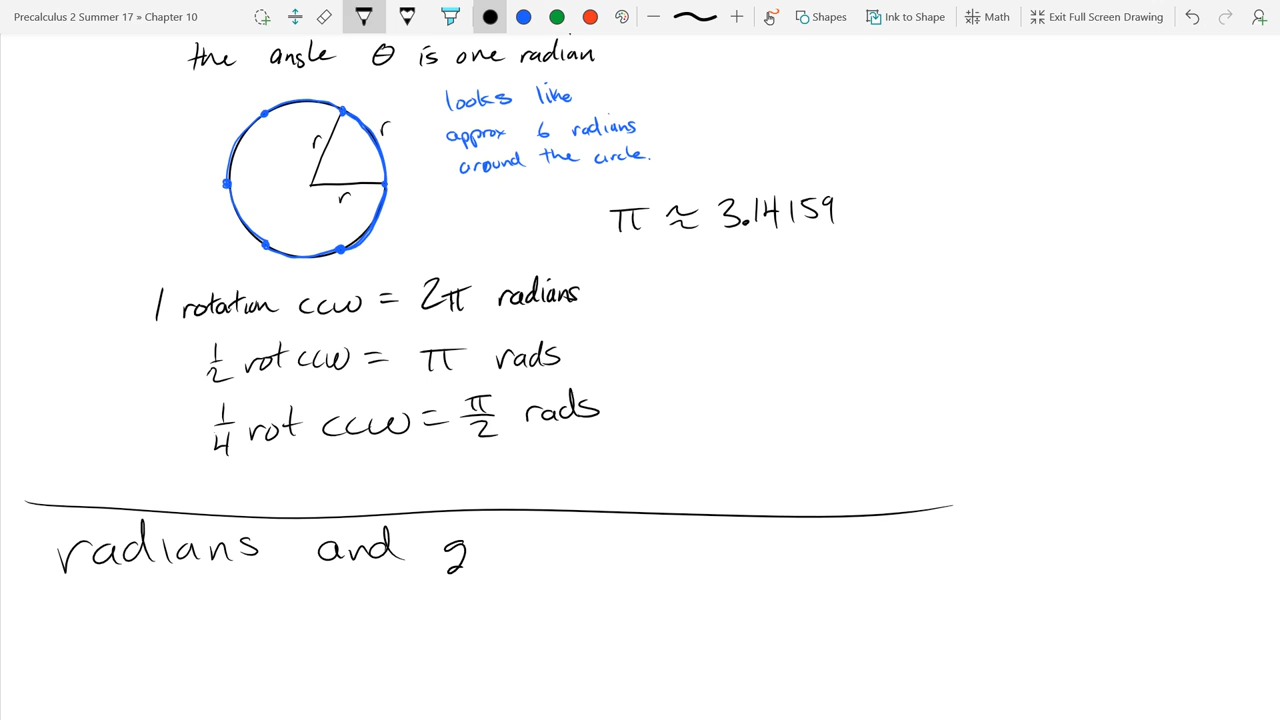 Precalculus 2 Summer 17 » Chapter 10
Shapes
Ink to Shape
Math
Exit Full Screen Drawing
the angle θ is one radian
looks like
approx 6 radians
around the circle.
r
r
r
π ≈ 3.14159
1 rotation ccw = 2π radians
1/2 rot ccw = π rads
1/4 rot ccw = π/2 rads
radians and